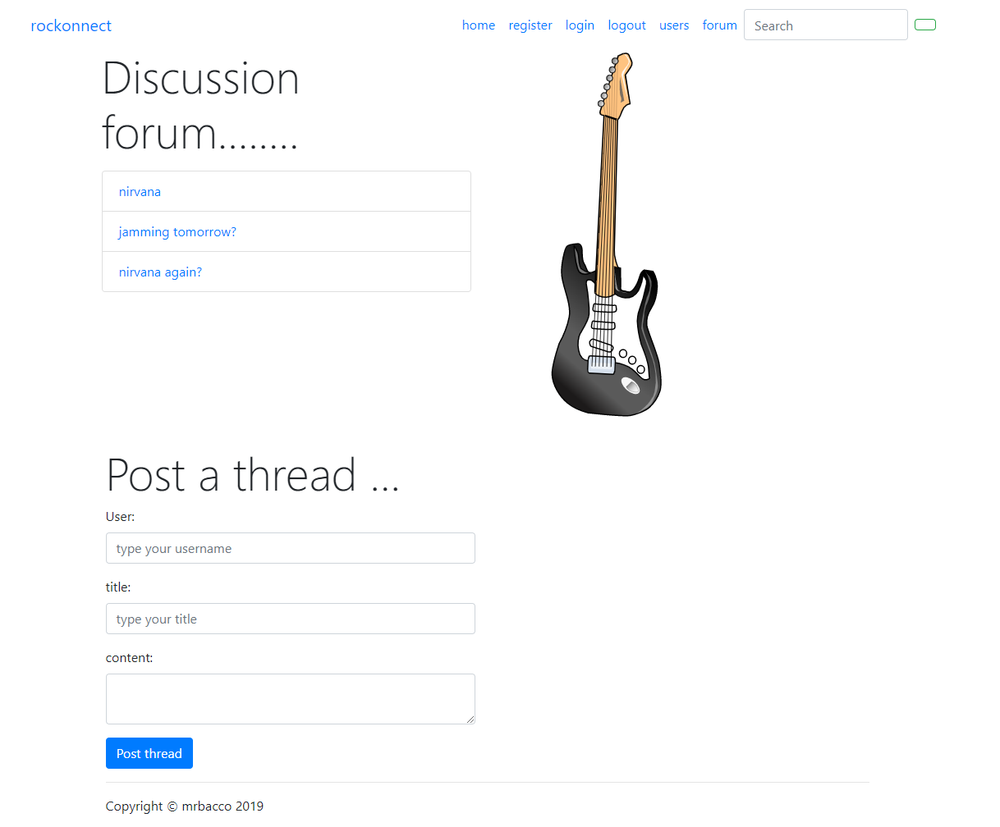 rockonnect
home register login logout users forum Search
Discussion
forum........
nirvana
jamming tomorrow?
nirvana again?
Post a thread ...
User:
type your username
title:
type your title
content:
Post thread
Copyright © mrbacco 2019